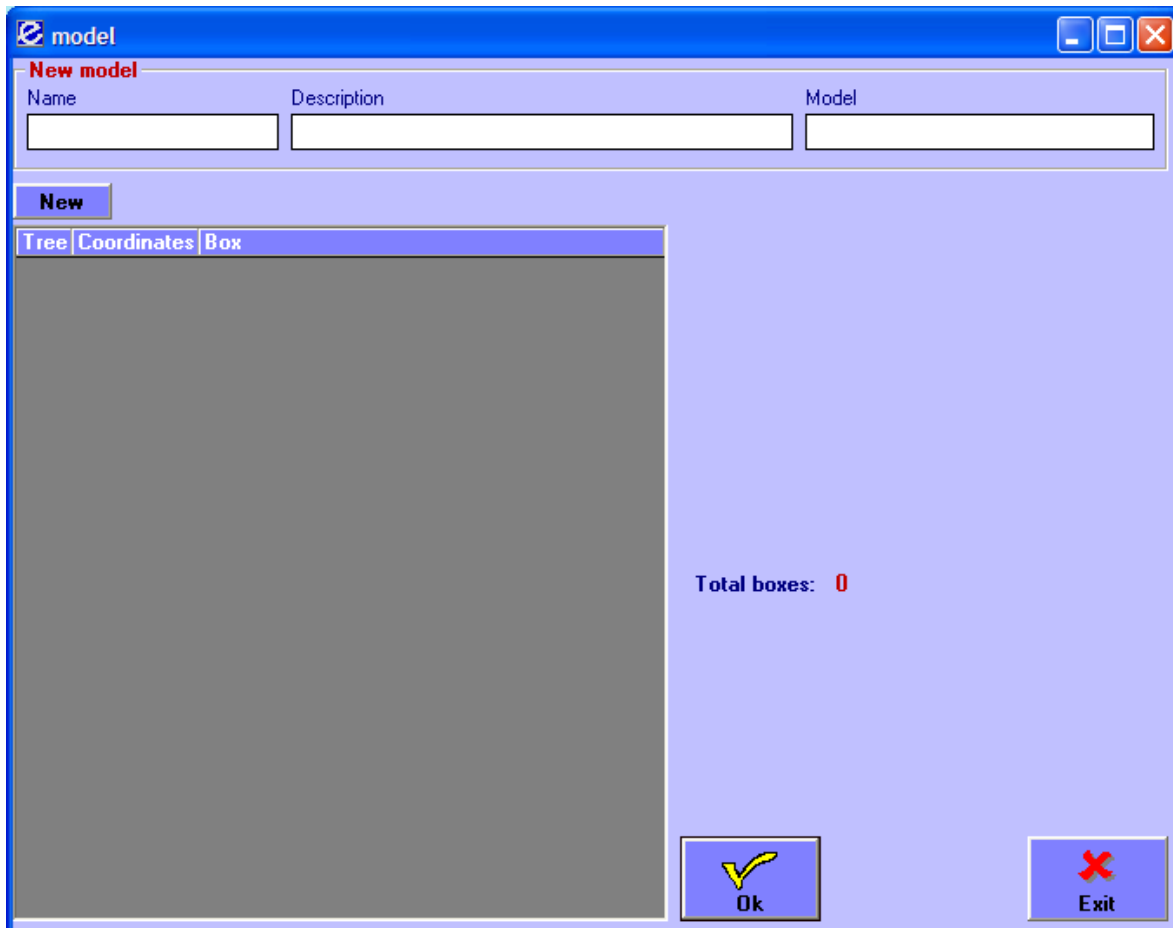 model
New model
Name Description Model
New
Tree Coordinates Box
Total boxes: 0
Ok Exit